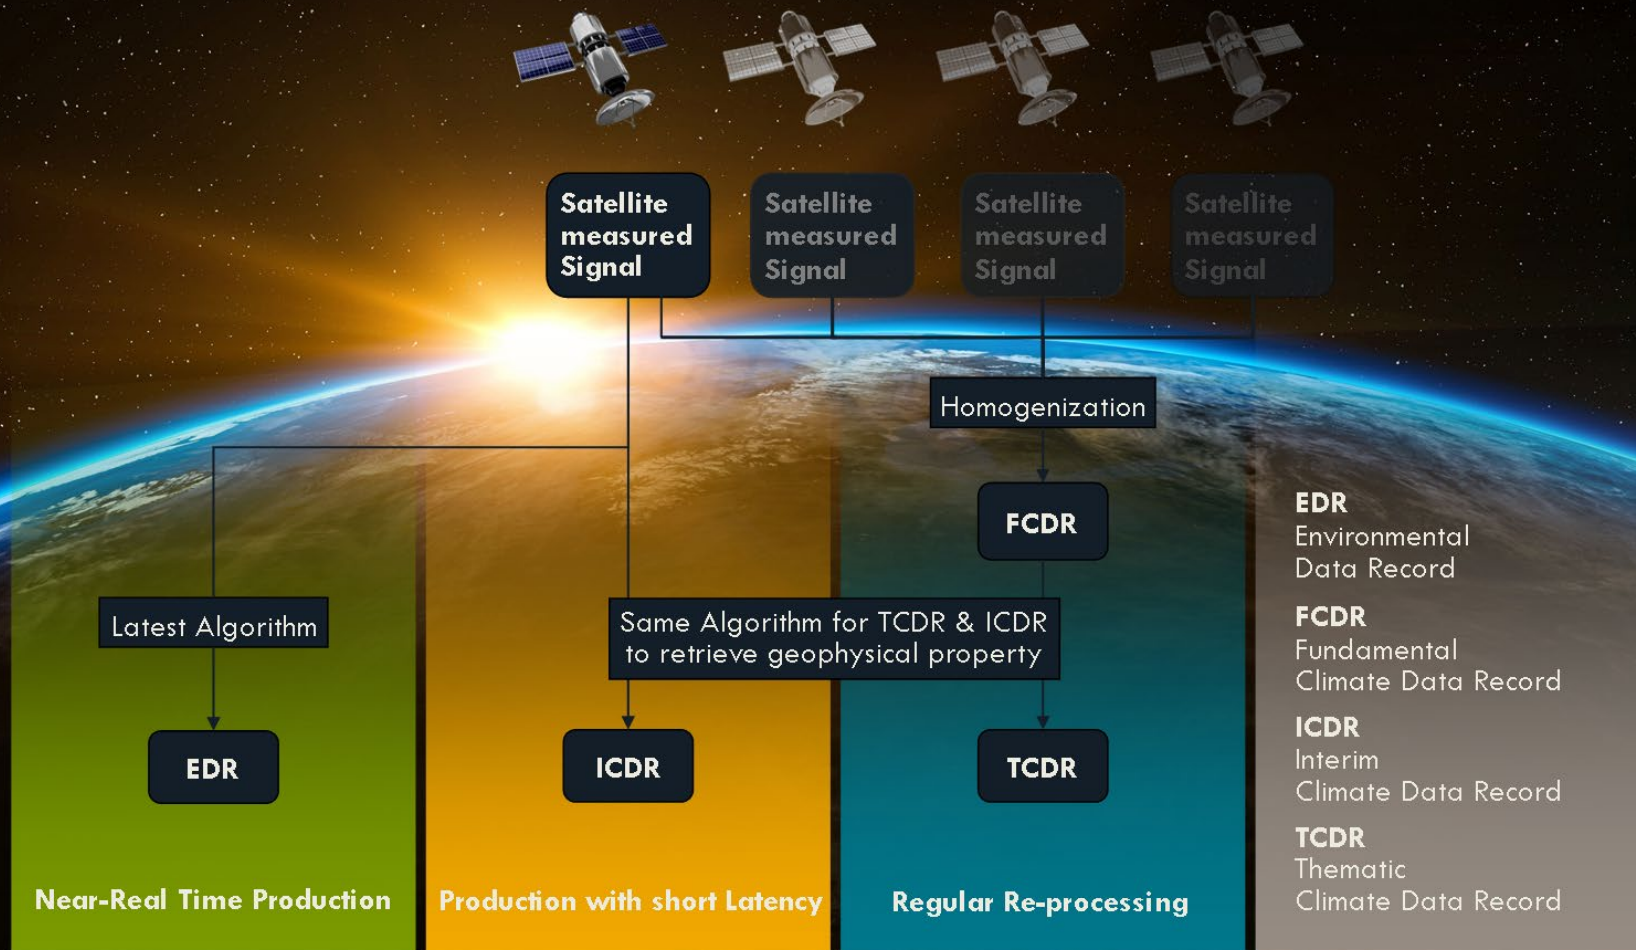 Satellite
measured
Signal
Satellite
measured
Signal
Satellite
measured
Signal
Satellite
measured
Signal
Homogenization
FCDR
Latest Algorithm
Same Algorithm for TCDR & ICDR
to retrieve geophysical property
EDR
ICDR
TCDR
Near-Real Time Production
Production with short Latency
Regular Re-processing
EDR
Environmental
Data Record
FCDR
Fundamental
Climate Data Record
ICDR
Interim
Climate Data Record
TCDR
Thematic
Climate Data Record